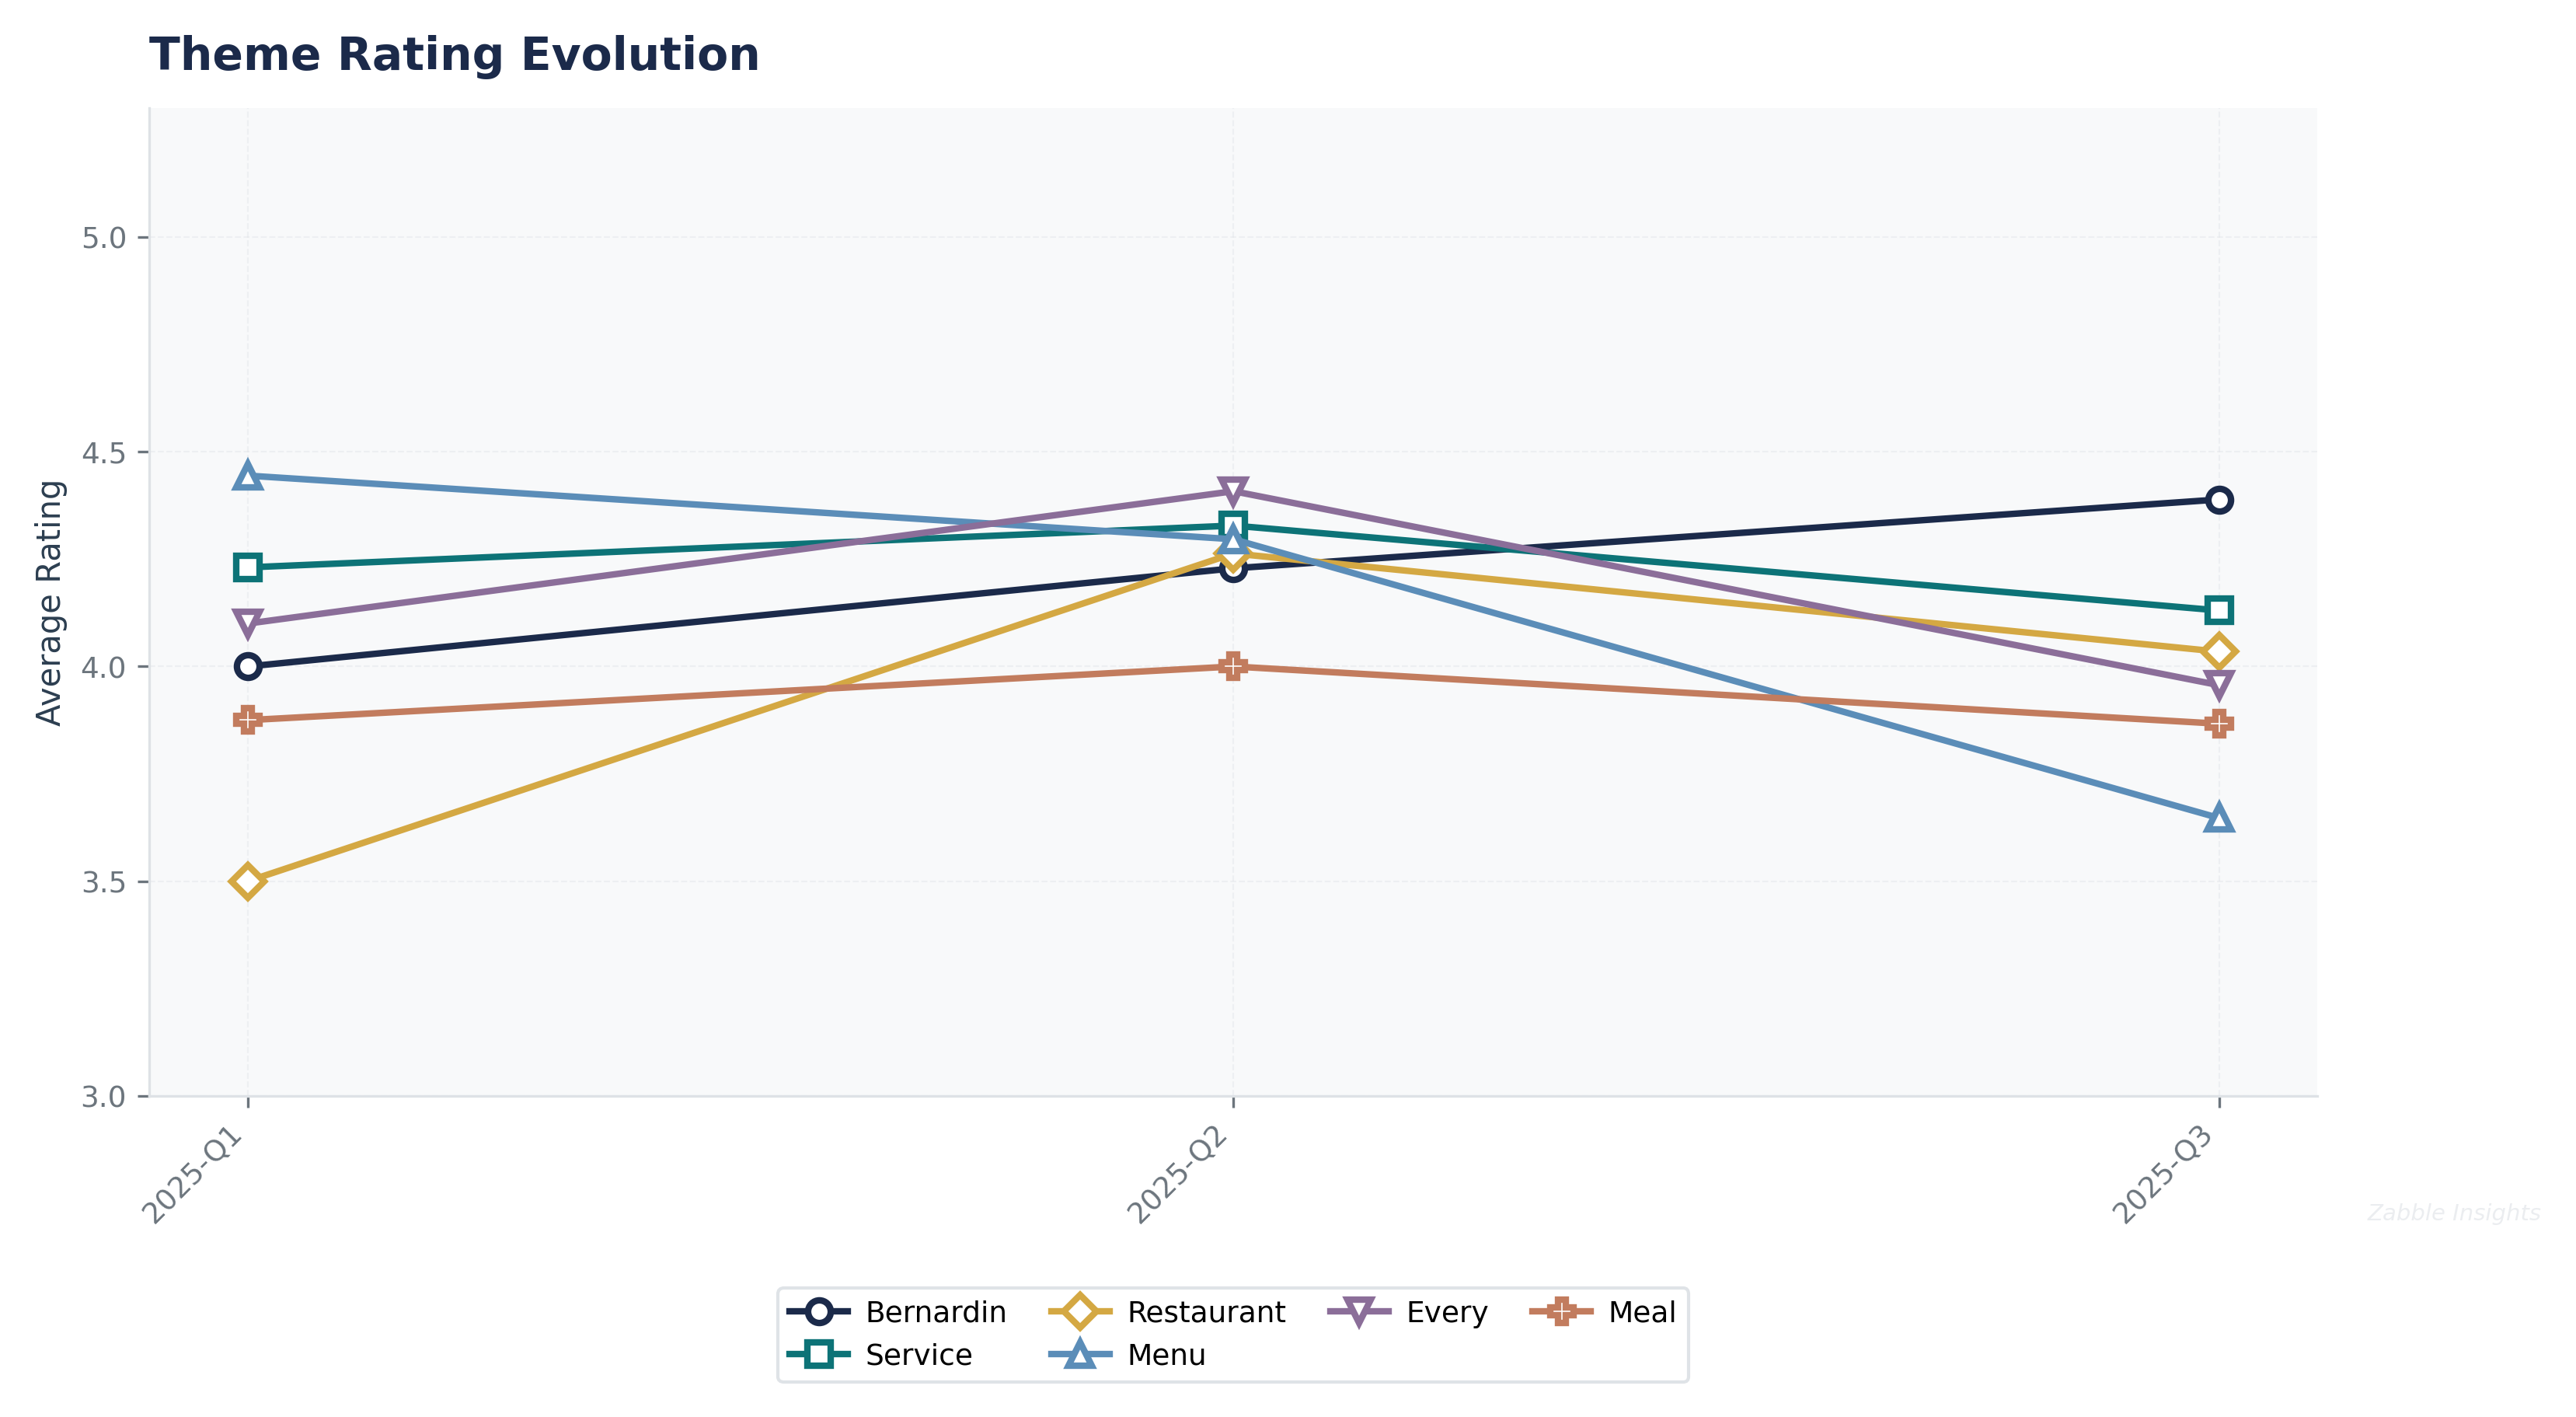 Theme Rating Evolution
Average Rating
5.0
4.5
4.0
3.5
3.0
2025-Q1
2025-Q2
2025-Q3
Zabble Insights
Bernardin
Restaurant
Every
Meal
Service
Menu